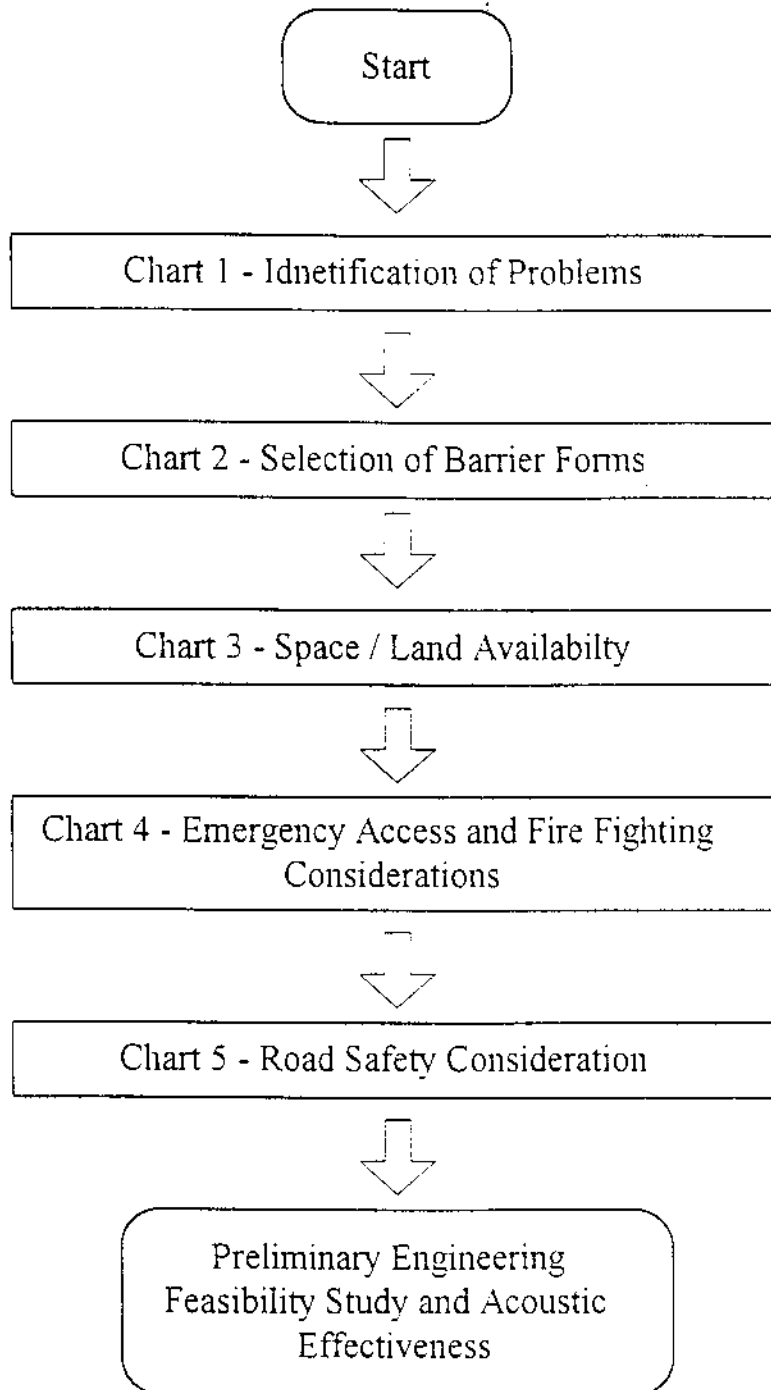 Start
Chart 1 - Idnetification of Problems
Chart 2 - Selection of Barrier Forms
Chart 3 - Space / Land Availabilty
Chart 4 - Emergency Access and Fire Fighting
Considerations
Chart 5 - Road Safety Consideration
Preliminary Engineering
Feasibility Study and Acoustic
Effectiveness